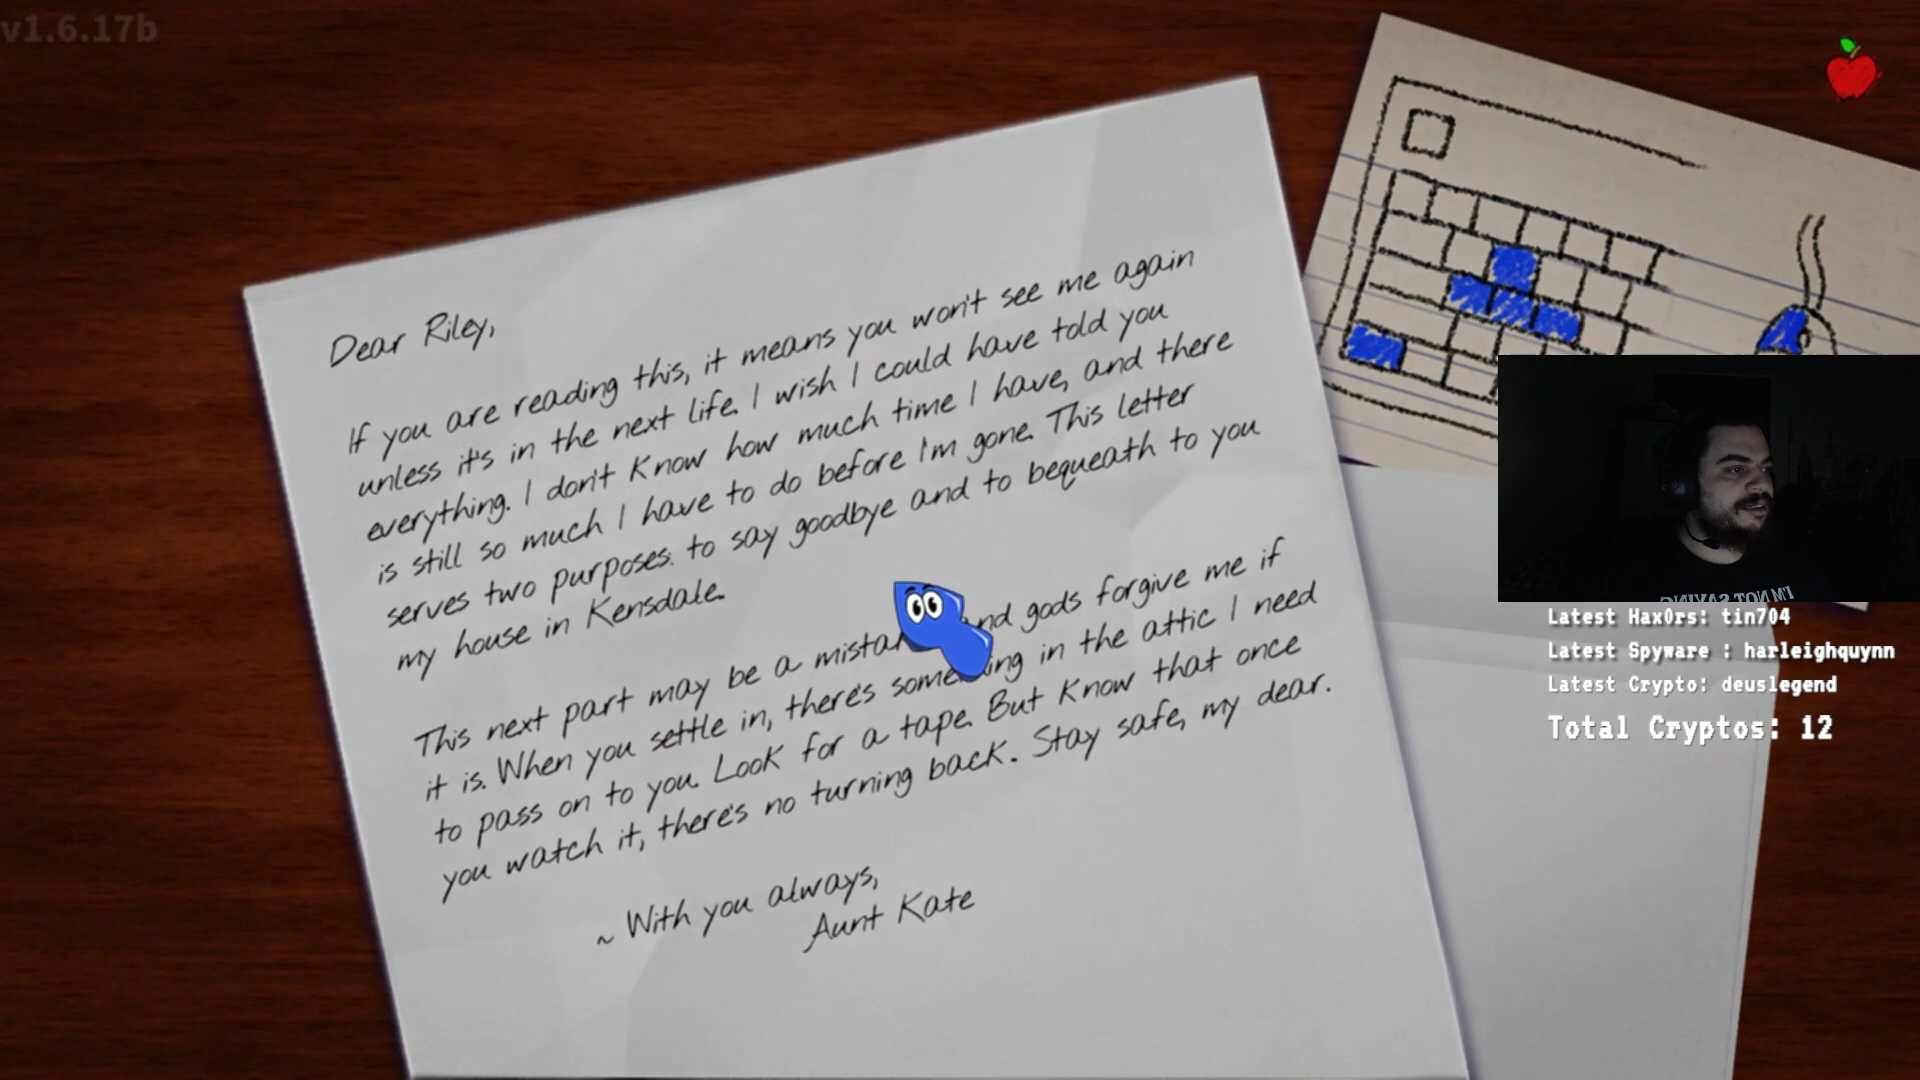 v1.6.17b
Dear Riley,
If you are reading this, it means you won't see me again
unless it's in the next life. I wish I could have told you
everything. I don't know how much time I have, and there
is still so much I have to do before I'm gone. This letter
serves two purposes: to say goodbye and to bequeath to you
my house in Kensdale.
This next part may be a mista nd gods forgive me if
it is. When you settle in, there's something in the attic I need
to pass on to you. Look for a tape. But know that once
you watch it, there's no turning back. Stay safe, my dear.
~ With you always,
Aunt Kate
I'M NOT SAYING
Latest Hax0rs: tin704
Latest Spyware : harleighquynn
Latest Crypto: deuslegend
Total Cryptos: 12